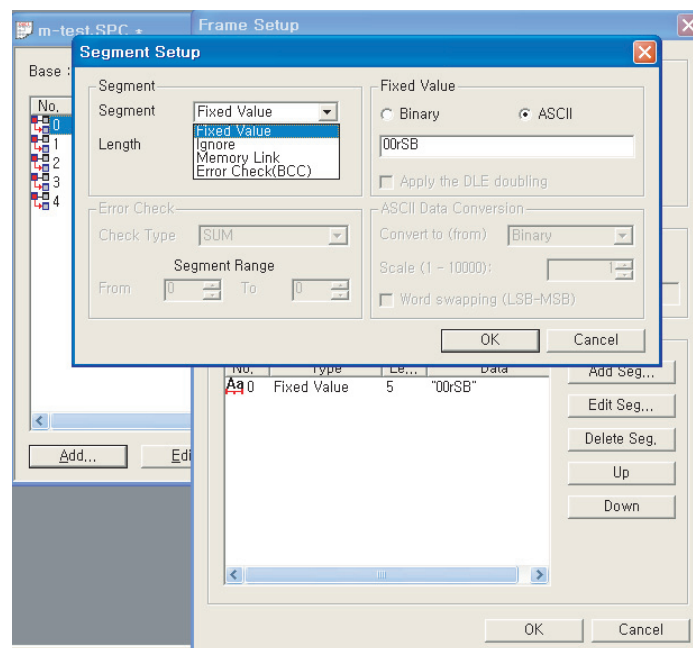 m-test.SPC *
Frame Setup
Segment Setup
Base :
No.
0
1
2
3
4
Segment
Segment
Fixed Value
Fixed Value
Ignore
Memory Link
Error Check(BCC)
Length
Fixed Value
Binary
ASCII
00rSB
Apply the DLE doubling
Error Check
Check Type
SUM
Segment Range
From
0
To
0
ASCII Data Conversion
Convert to (from)
Binary
Scale (1 - 10000):
1
Word swapping (LSB-MSB)
OK
Cancel
No.
Type
Le...
Data
Aa 0
Fixed Value
5
"00rSB"
Add Seg...
Edit Seg...
Delete Seg.
Up
Down
Add...
Edi
OK
Cancel